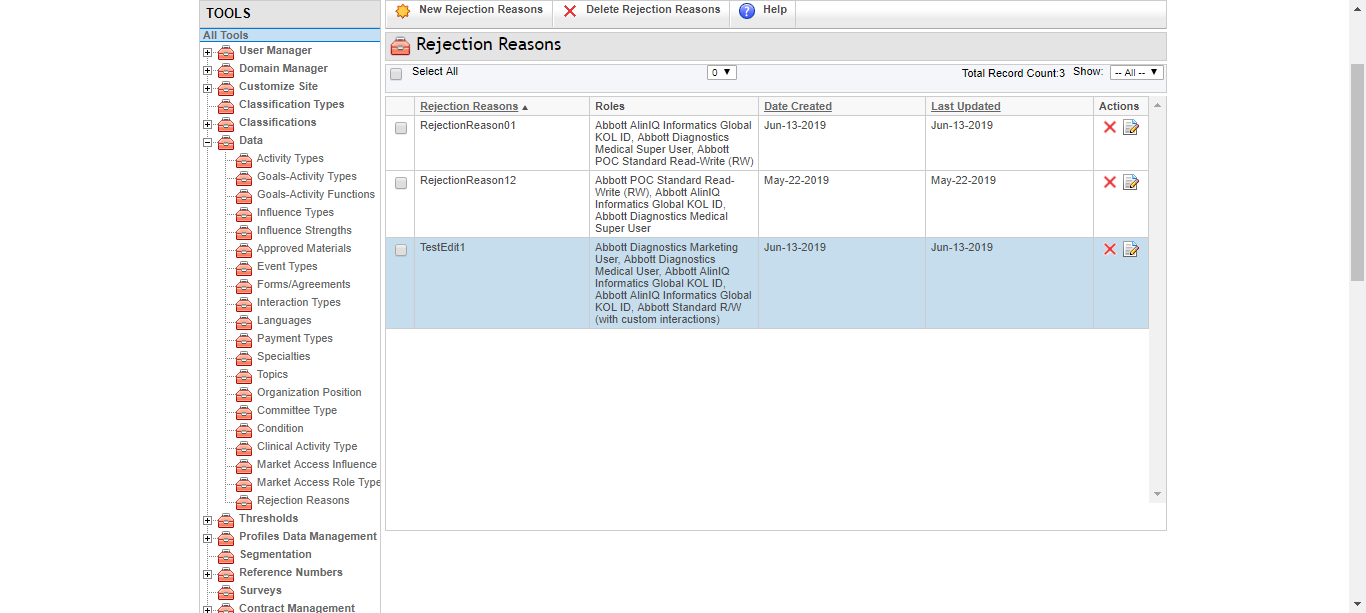 TOOLS
All Tools
User Manager
Domain Manager
Customize Site
Classification Types
Classifications
Data
Activity Types
Goals-Activity Types
Goals-Activity Functions
Influence Types
Influence Strengths
Approved Materials
Event Types
Forms/Agreements
Interaction Types
Languages
Payment Types
Specialties
Topics
Organization Position
Committee Type
Condition
Clinical Activity Type
Market Access Influence
Market Access Role Type
Rejection Reasons
Thresholds
Profiles Data Management
Segmentation
Reference Numbers
Surveys
Contract Management
New Rejection Reasons Delete Rejection Reasons ? Help
Rejection Reasons
Select All 0 ▼ Total Record Count:3 Show: -- All -- ▼
Rejection Reasons ▲ Roles Date Created Last Updated Actions
RejectionReason01 Abbott AlinIQ Informatics Global Jun-13-2019 Jun-13-2019
KOL ID, Abbott Diagnostics
Medical Super User, Abbott
POC Standard Read-Write (RW)
RejectionReason12 Abbott POC Standard Read- May-22-2019 May-22-2019
Write (RW), Abbott AlinIQ
Informatics Global KOL ID,
Abbott Diagnostics Medical
Super User
TestEdit1 Abbott Diagnostics Marketing Jun-13-2019 Jun-13-2019
User, Abbott Diagnostics
Medical User, Abbott AlinIQ
Informatics Global KOL ID,
Abbott AlinIQ Informatics Global
KOL ID, Abbott Standard R/W
(with custom interactions)